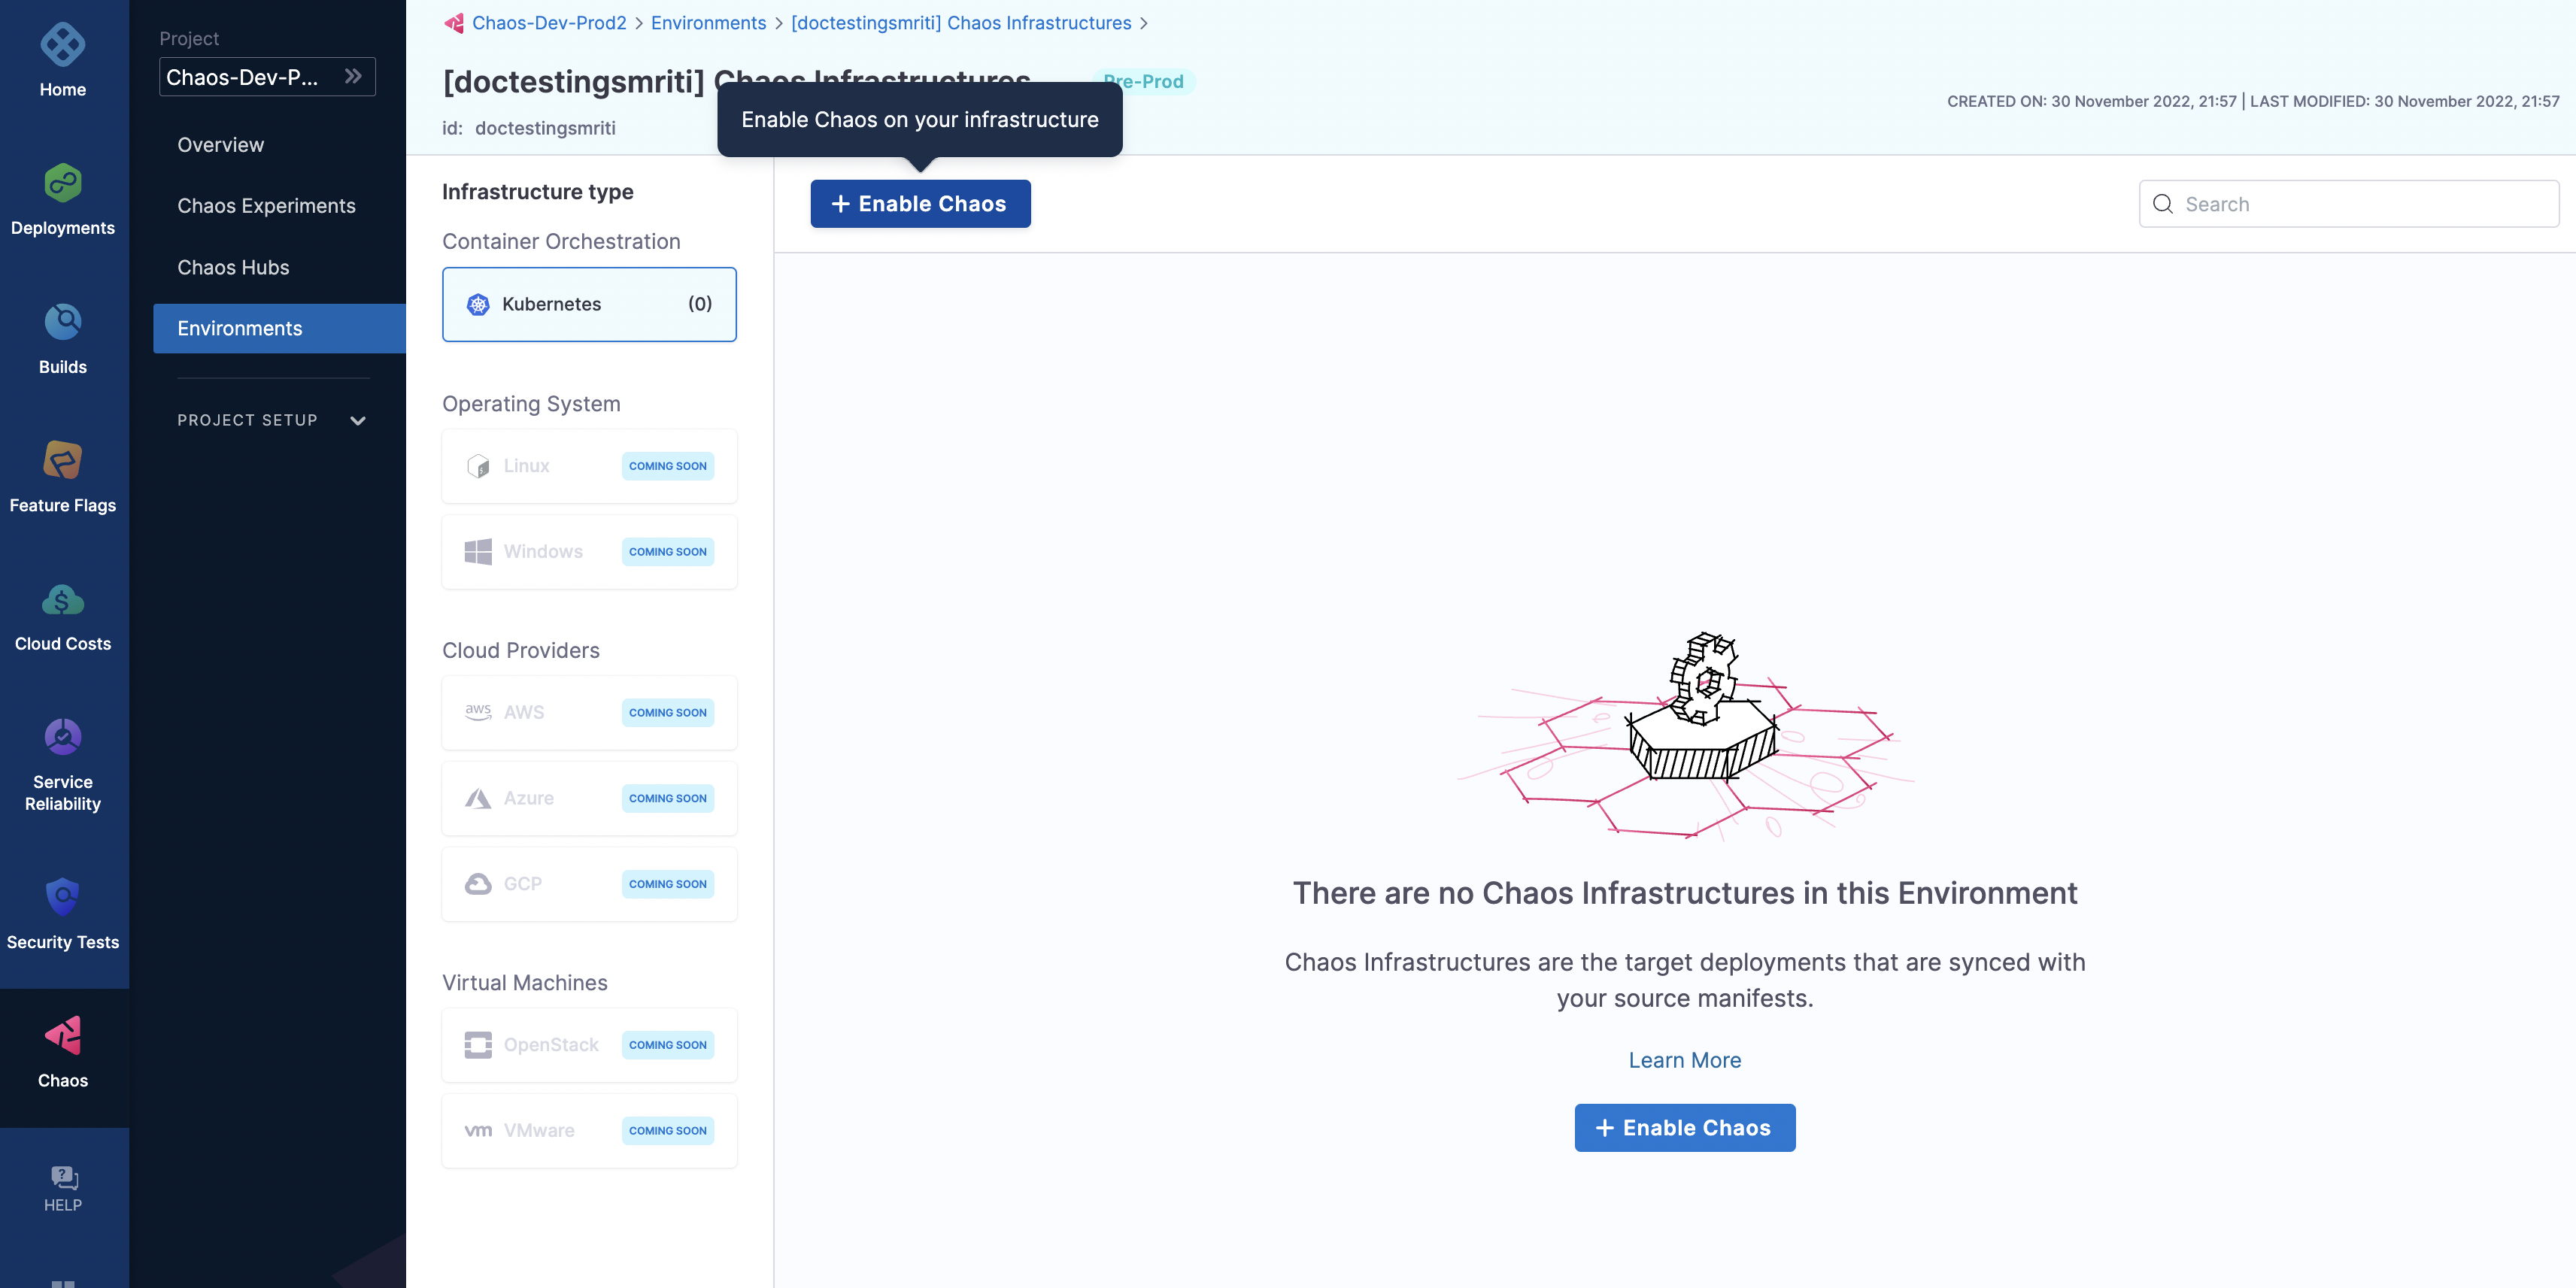 Home
Deployments
Builds
Feature Flags
Cloud Costs
Service
Reliability
Security Tests
Chaos
HELP
Project
Chaos-Dev-P...
Overview
Chaos Experiments
Chaos Hubs
Environments
PROJECT SETUP
Chaos-Dev-Prod2 > Environments > [doctestingsmriti] Chaos Infrastructures >
[doctestingsmriti] Chaos Infrastructures Pre-Prod
id: doctestingsmriti
Enable Chaos on your infrastructure
CREATED ON: 30 November 2022, 21:57 | LAST MODIFIED: 30 November 2022, 21:57
Infrastructure type
Container Orchestration
Kubernetes (0)
Operating System
Linux COMING SOON
Windows COMING SOON
Cloud Providers
aws AWS COMING SOON
Azure COMING SOON
GCP COMING SOON
Virtual Machines
OpenStack COMING SOON
vm VMware COMING SOON
+ Enable Chaos
Search
There are no Chaos Infrastructures in this Environment
Chaos Infrastructures are the target deployments that are synced with
your source manifests.
Learn More
+ Enable Chaos